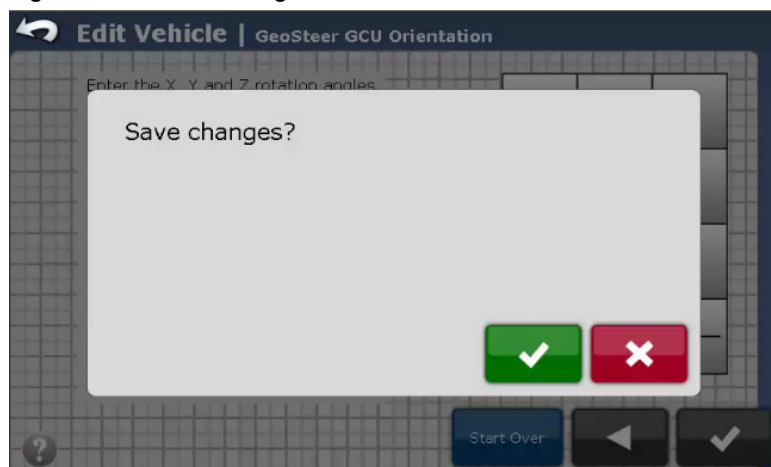 Edit Vehicle | GeoSteer GCU Orientation
Enter the X, Y and Z rotation angles
Save changes?
Start Over
?